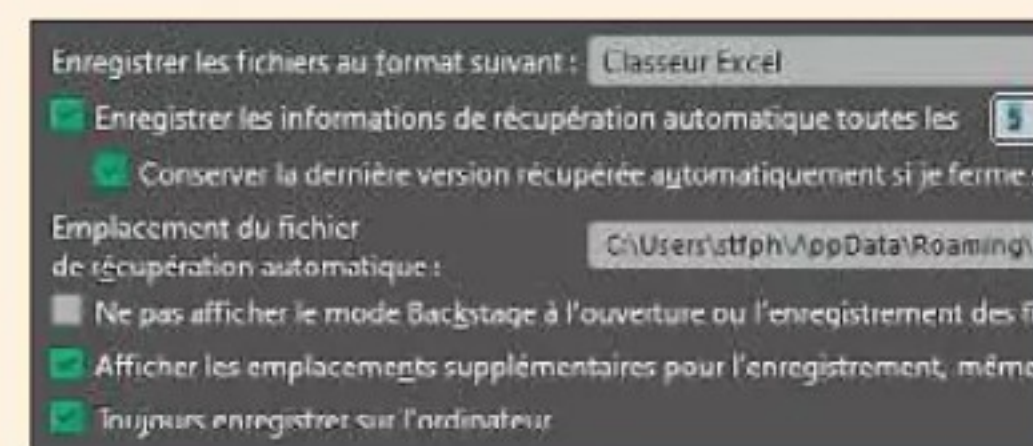 Enregistrer les fichiers au format suivant : Classeur Excel
Enregistrer les informations de récupération automatique toutes les 5
Conserver la dernière version récupérée automatiquement si je ferme
Emplacement du fichier
de récupération automatique : C:\Users\stfph\AppData\Roaming\
Ne pas afficher le mode Backstage à l'ouverture ou l'enregistrement des
Afficher les emplacements supplémentaires pour l'enregistrement, même
Toujours enregistrer sur l'ordinateur